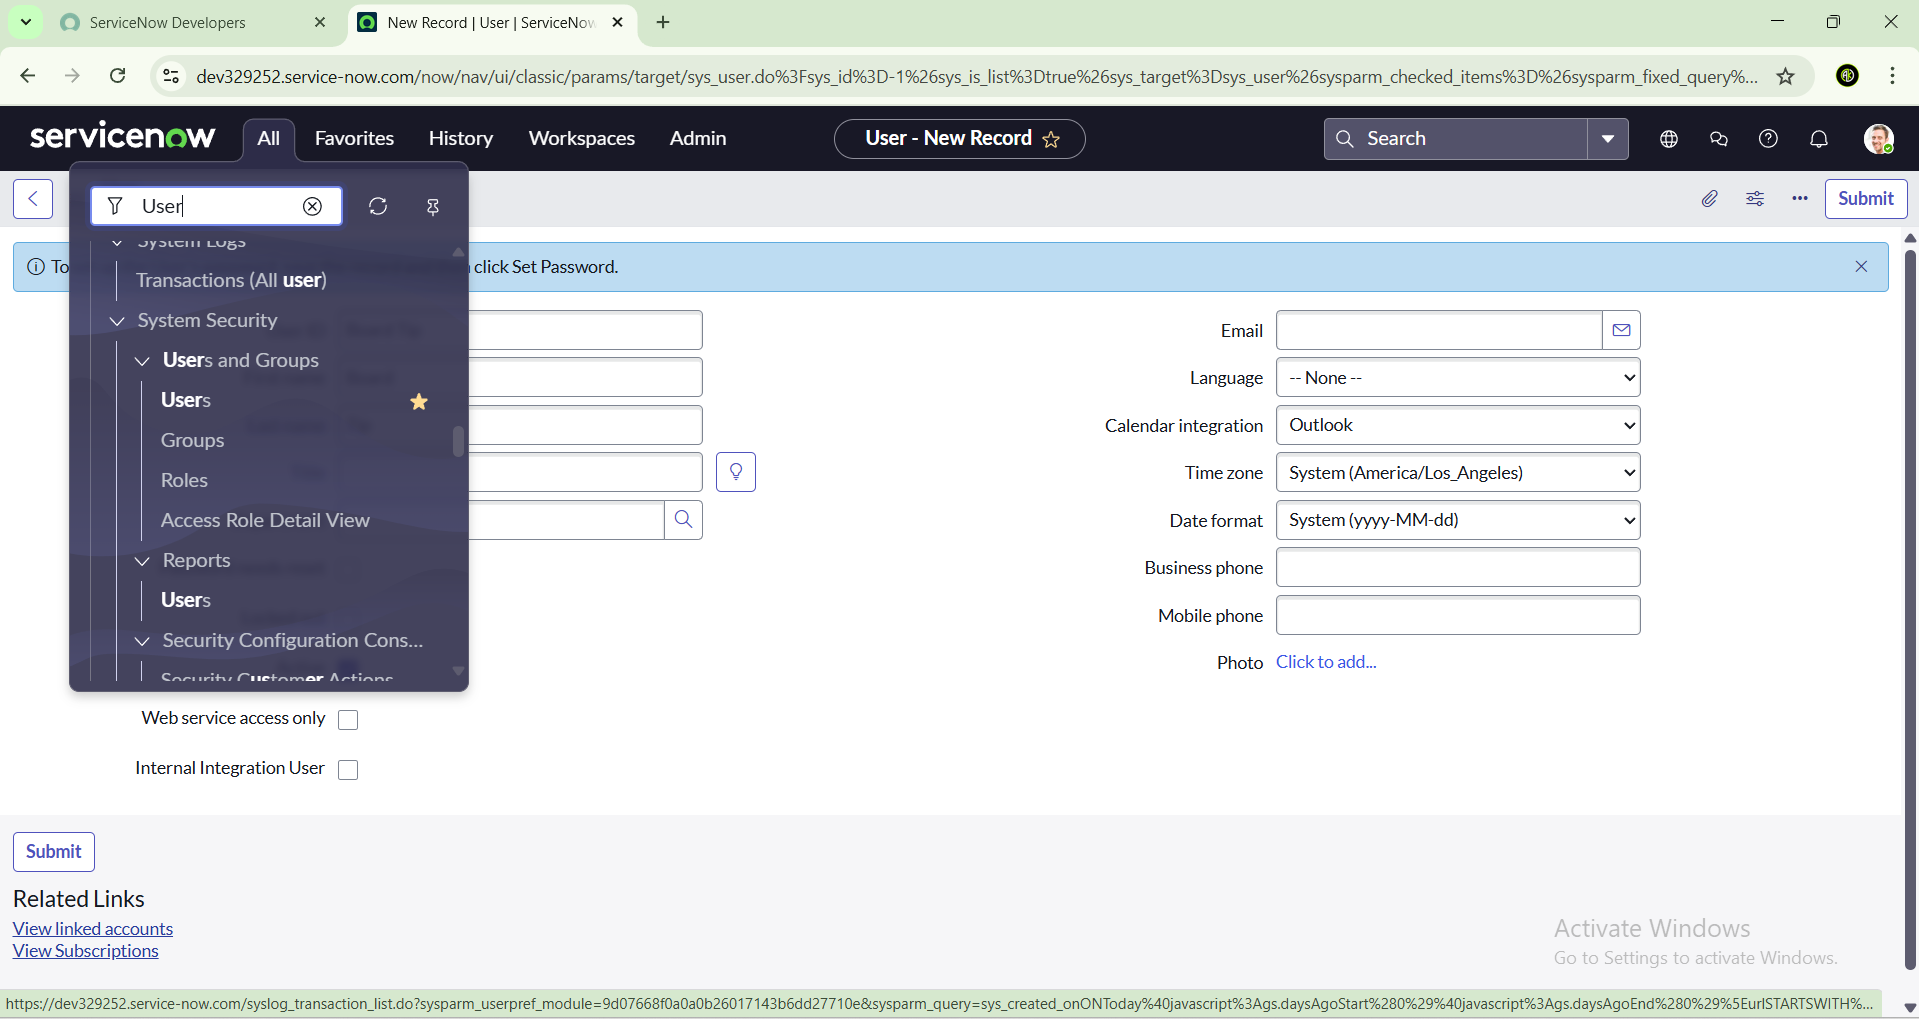 ServiceNow Developers
New Record | User | ServiceNow
dev329252.service-now.com/now/nav/ui/classic/params/target/sys_user.do%3Fsys_id%3D-1%26sys_is_list%3Dtrue%26sys_target%3Dsys_user%26sysparm_checked_items%3D%26sysparm_fixed_query%...
servicenow
All
Favorites
History
Workspaces
Admin
User - New Record
Search
User
Submit
System Logs
To
click Set Password.
Transactions (All user)
System Security
Users and Groups
Users
Groups
Roles
Access Role Detail View
Reports
Users
Security Configuration Cons...
Security Customer Actions
Email
Language -- None --
Calendar integration Outlook
Time zone System (America/Los_Angeles)
Date format System (yyyy-MM-dd)
Business phone
Mobile phone
Photo Click to add...
Web service access only
Internal Integration User
Submit
Related Links
View linked accounts
View Subscriptions
Activate Windows
Go to Settings to activate Windows.
https://dev329252.service-now.com/syslog_transaction_list.do?sysparm_userpref_module=9d07668f0a0a0b26017143b6dd27710e&sysparm_query=sys_created_onONToday%40javascript%3Ags.daysAgoStart%280%29%40javascript%3Ags.daysAgoEnd%280%29%5EurlSTARTSWITH%...